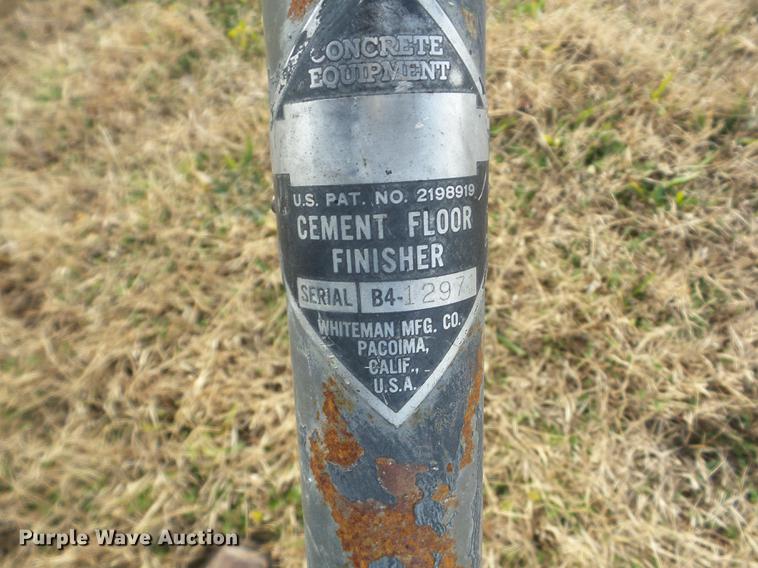 CONCRETE
EQUIPMENT
U.S. PAT. NO. 2198919
CEMENT FLOOR
FINISHER
SERIAL B4-1297
WHITEMAN MFG. CO.
PACOIMA,
CALIF.,
U.S.A.
Purple Wave Auction